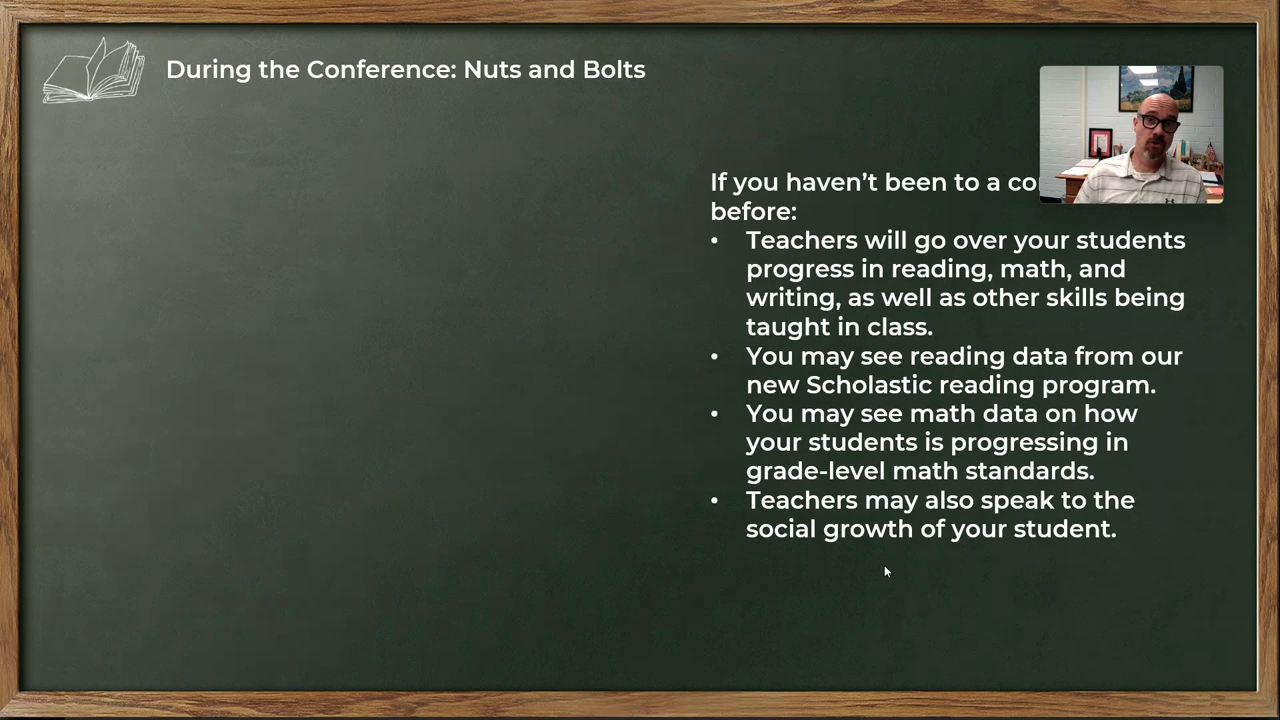 During the Conference: Nuts and Bolts
If you haven’t been to a
before:
• Teachers will go over your students
progress in reading, math, and
writing, as well as other skills being
taught in class.
• You may see reading data from our
new Scholastic reading program.
• You may see math data on how
your students is progressing in
grade-level math standards.
• Teachers may also speak to the
social growth of your student.